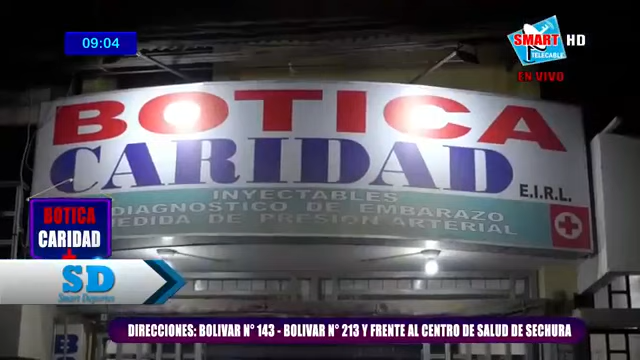 09:04
SMART HD
TELECABLE
EN VIVO
BOTICA
CARIDAD
E.I.R.L.
INYECTABLES
DIAGNOSTICO DE EMBARAZO
MEDIDA DE PRESION ARTERIAL
BOTICA
CARIDAD
SD
Smart Deportes
DIRECCIONES: BOLIVAR N° 143 - BOLIVAR N° 213 Y FRENTE AL CENTRO DE SALUD DE SECHURA